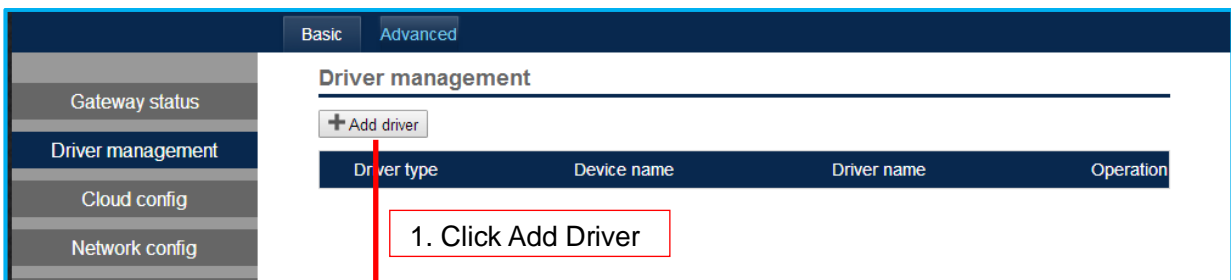 Basic Advanced
Driver management
Gateway status
Add driver
Driver management
Driver type Device name Driver name Operation
Cloud config
1. Click Add Driver
Network config